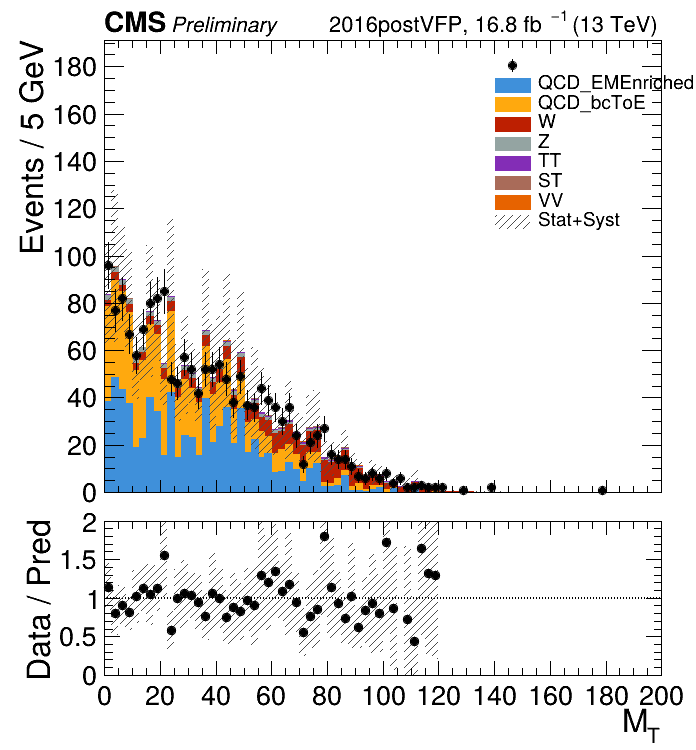 CMS Preliminary 2016postVFP, 16.8 fb⁻¹ (13 TeV)
Events / 5 GeV
180
160
140
120
100
80
60
40
20
0
QCD_EMEnriched
QCD_bcToE
W
Z
TT
ST
VV
Stat+Syst
Data / Pred
2
1.5
1
0.5
0
0 20 40 60 80 100 120 140 160 180 200
M_T